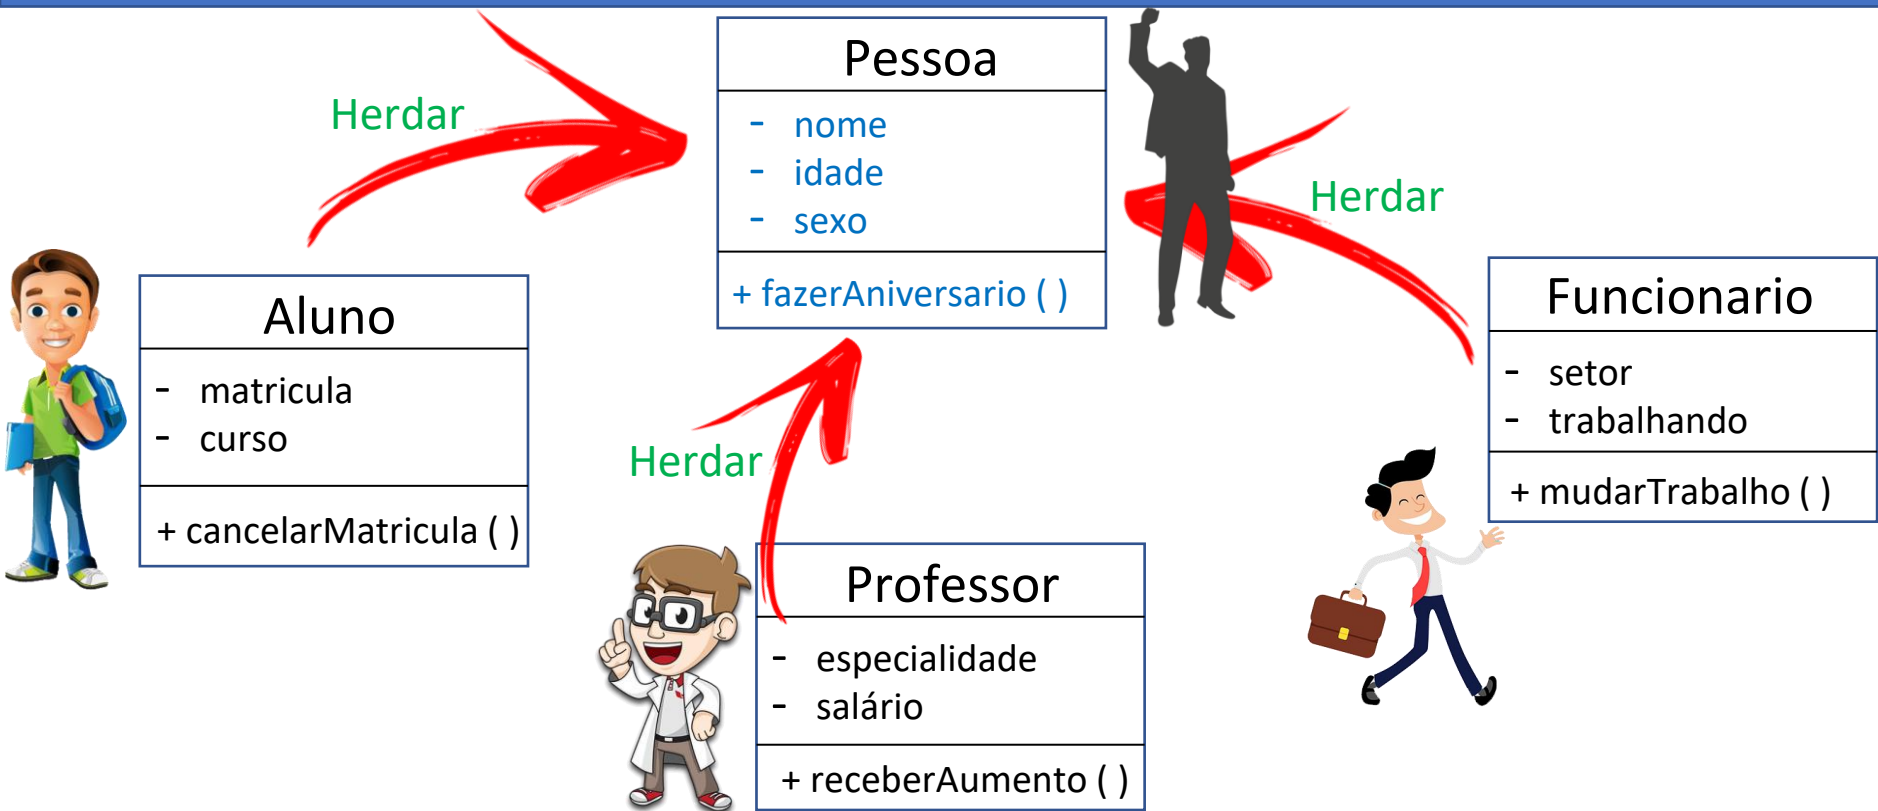 Pessoa
- nome
- idade
- sexo
+ fazerAniversario ( )
Herdar
Herdar
Herdar
Aluno
- matricula
- curso
+ cancelarMatricula ( )
Professor
- especialidade
- salário
+ receberAumento ( )
Funcionario
- setor
- trabalhando
+ mudarTrabalho ( )